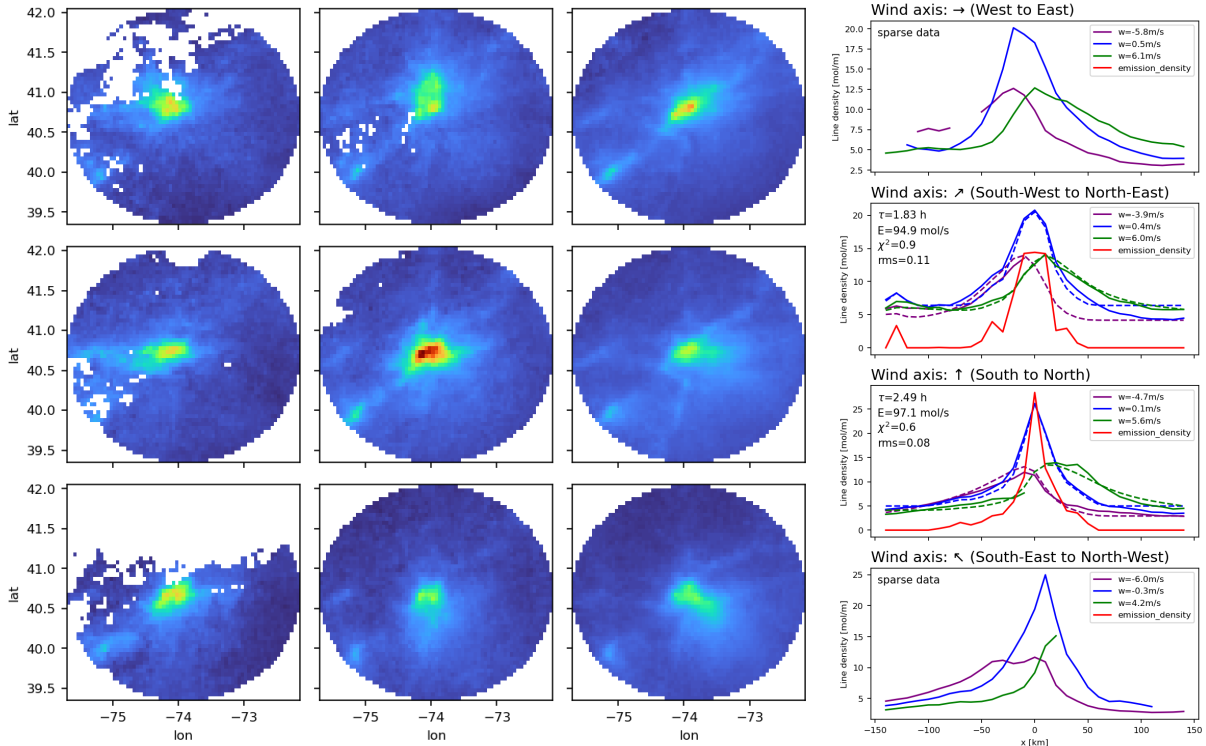 lat
42.0
41.5
41.0
40.5
40.0
39.5
lat
42.0
41.5
41.0
40.5
40.0
39.5
lat
42.0
41.5
41.0
40.5
40.0
39.5
−75 −74 −73
lon
−75 −74 −73
lon
−75 −74 −73
lon
Wind axis: → (West to East)
sparse data
w=-5.8m/s
w=0.5m/s
w=6.1m/s
emission_density
Line density [mol/m]
20.0
17.5
15.0
12.5
10.0
7.5
5.0
2.5
Wind axis: ↗ (South-West to North-East)
τ=1.83 h
E=94.9 mol/s
χ²=0.9
rms=0.11
w=-3.9m/s
w=0.4m/s
w=6.0m/s
emission_density
Line density [mol/m]
20
15
10
5
0
Wind axis: ↑ (South to North)
τ=2.49 h
E=97.1 mol/s
χ²=0.6
rms=0.08
w=-4.7m/s
w=0.1m/s
w=5.6m/s
emission_density
Line density [mol/m]
25
20
15
10
5
0
Wind axis: ↖ (South-East to North-West)
sparse data
w=-6.0m/s
w=-0.3m/s
w=4.2m/s
emission_density
Line density [mol/m]
25
20
15
10
5
−150 −100 −50 0 50 100 150
x [km]